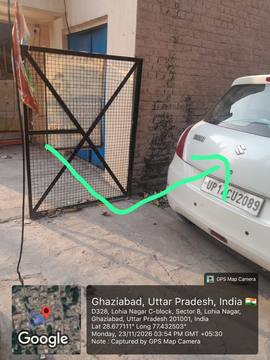 UP14CU2089
GPS Map Camera
Ghaziabad, Uttar Pradesh, India
D328, Lohia Nagar C-block, Sector 8, Lohia Nagar,
Ghaziabad, Uttar Pradesh 201001, India
Lat 28.677111° Long 77.432503°
Monday, 23/11/2026 03:54 PM GMT +05:30
Note : Captured by GPS Map Camera
Google